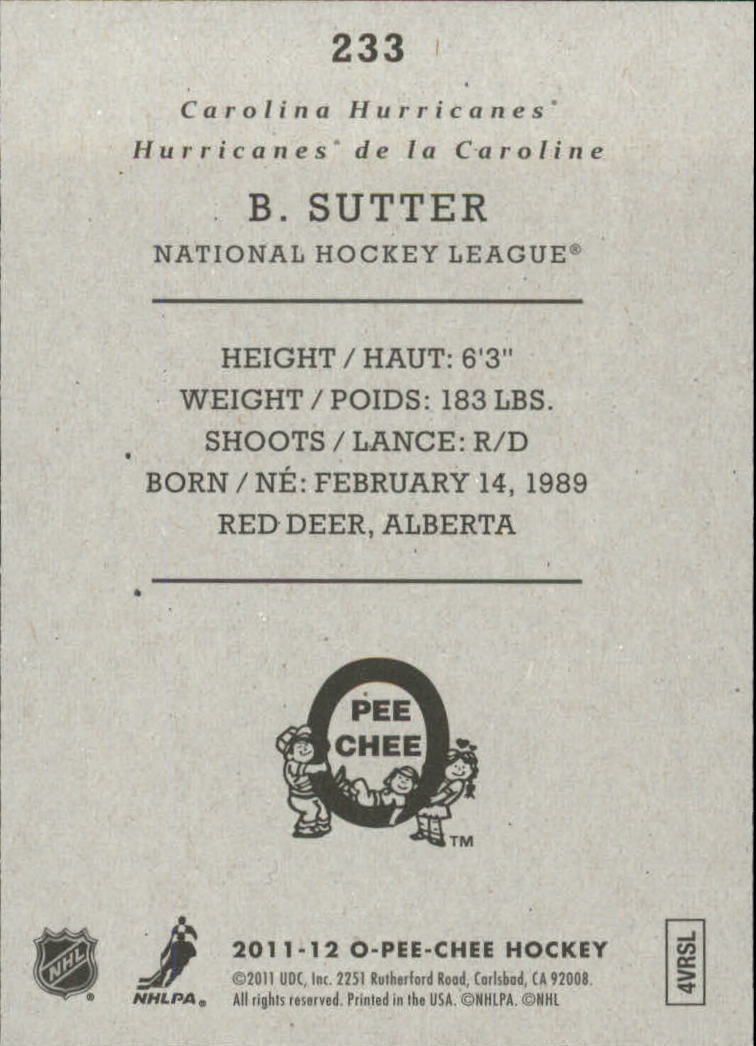 233
Carolina Hurricanes®
Hurricanes® de la Caroline
B. SUTTER
NATIONAL HOCKEY LEAGUE®
HEIGHT / HAUT: 6'3"
WEIGHT / POIDS: 183 LBS.
SHOOTS / LANCE: R/D
BORN / NÉ: FEBRUARY 14, 1989
RED DEER, ALBERTA
O
PEE
CHEE
TM
NHL®
NHLPA®
2011-12 O-PEE-CHEE HOCKEY
©2011 UDC, Inc. 2251 Rutherford Road, Carlsbad, CA 92008.
All rights reserved. Printed in the USA. ©NHLPA. ©NHL
4VRSL